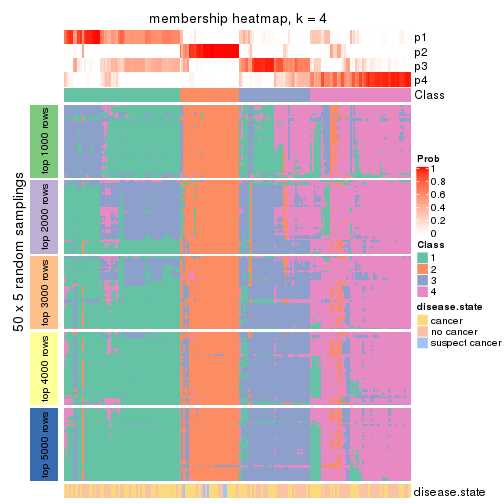 membership heatmap, k = 4
p1
p2
p3
p4
Class
50 x 5 random samplings
top 1000 rows
top 2000 rows
top 3000 rows
top 4000 rows
top 5000 rows
disease.state
Prob
1
0.8
0.6
0.4
0.2
0
Class
1
2
3
4
disease.state
cancer
no cancer
suspect cancer